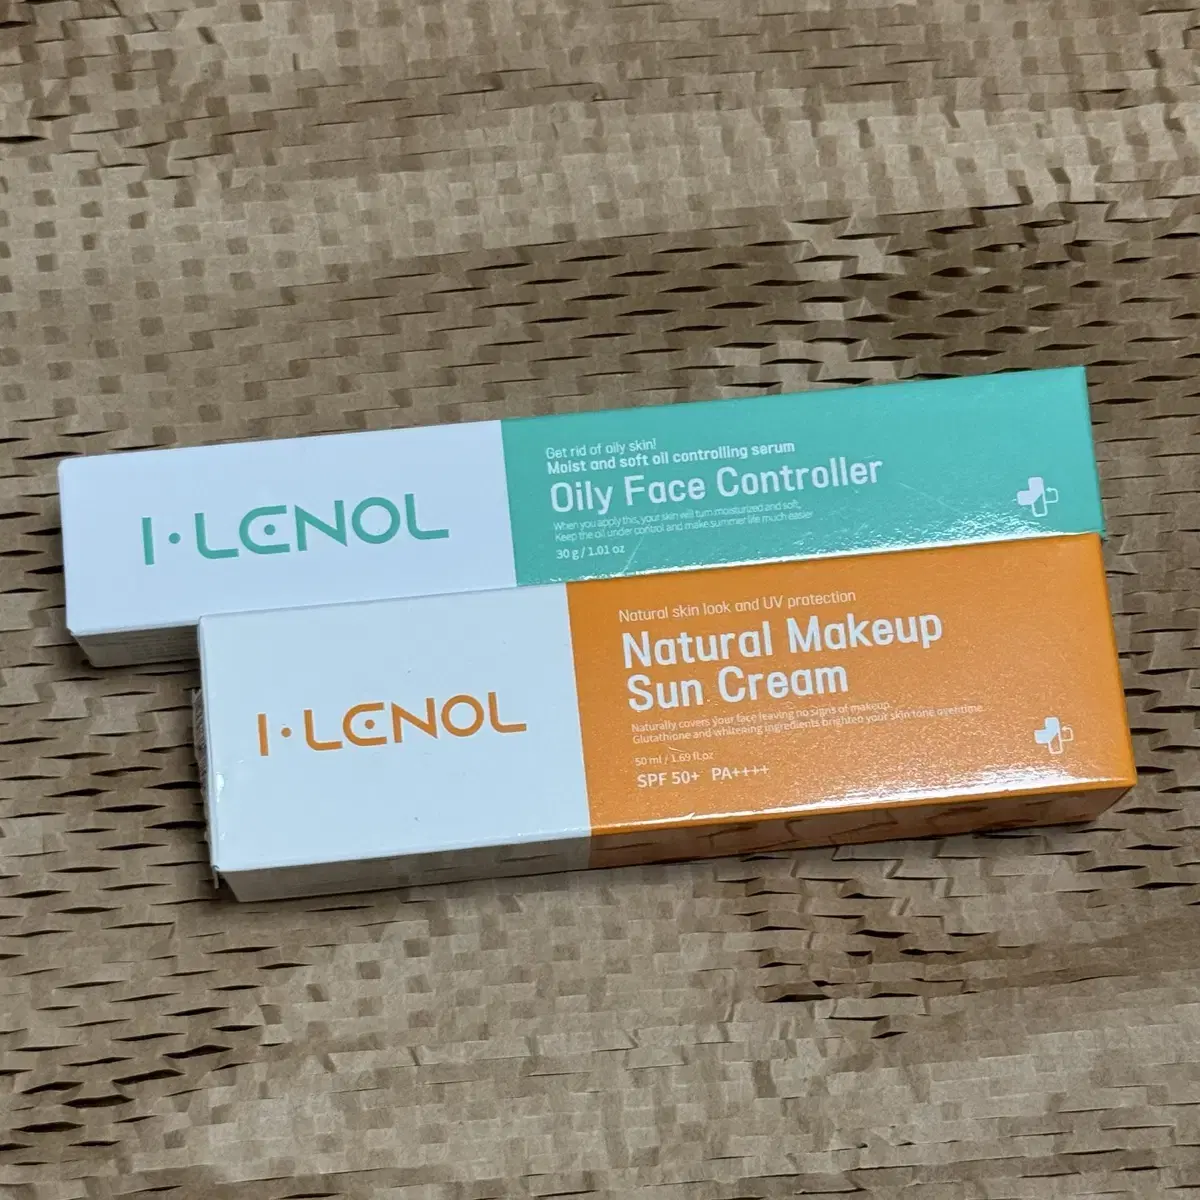 I·LENOL
Get rid of oily skin!
Moist and soft oil controlling serum
Oily Face Controller
When you apply this, your skin will turn moisturized and soft.
Keep the oil under control and make summer life much easier
30 g / 1.01 oz
I·LENOL
Natural skin look and UV protection
Natural Makeup
Sun Cream
Naturally covers your face leaving no signs of makeup.
Glutathione and whitening ingredients brighten your skin tone overtime.
50 ml / 1.69 fl.oz
SPF 50+ PA++++